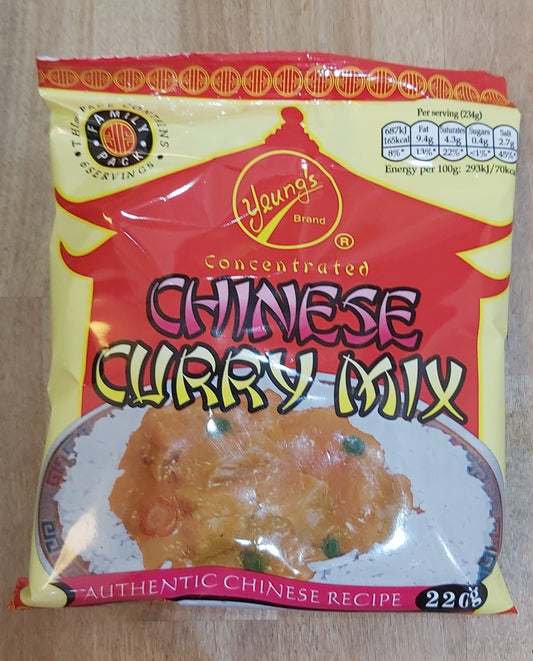 THIS PACK CONTAINS
FAMILY
PACK
6 SERVINGS
Per serving (234g)
687kJ Fat Saturates Sugars Salt
165kcal 9.4g 4.3g 0.4g 2.7g
8%* 13%* 22%* <1%* 45%*
Energy per 100g: 293kJ/70kcal
Yeung's
Brand
®
Concentrated
CHINESE
CURRY MIX
AUTHENTIC CHINESE RECIPE 220g